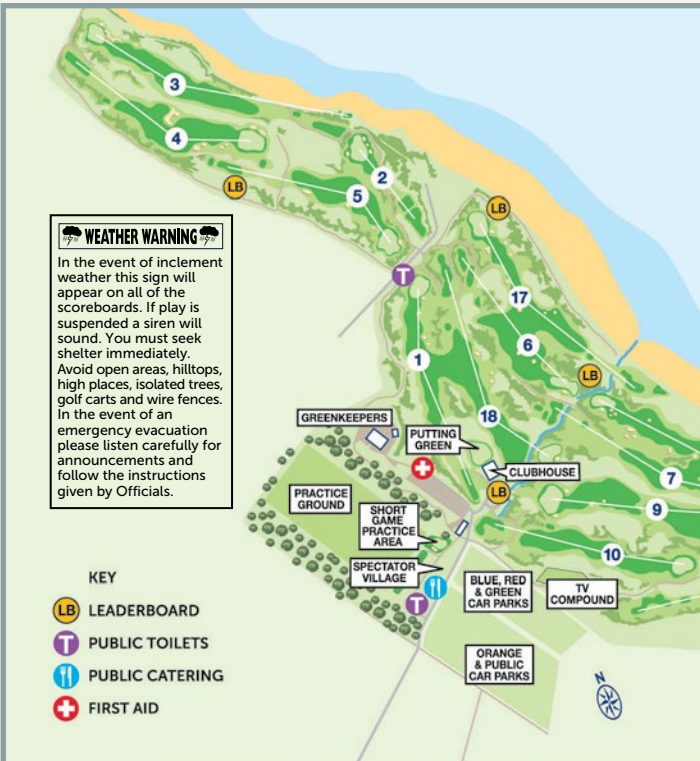 3
4
2
LB
5
LB
WEATHER WARNING
In the event of inclement
weather this sign will
appear on all of the
scoreboards. If play is
suspended a siren will
sound. You must seek
shelter immediately.
Avoid open areas, hilltops,
high places, isolated trees,
golf carts and wire fences.
In the event of an
emergency evacuation
please listen carefully for
announcements and
follow the instructions
given by Officials.
T
17
1
6
LB
GREENKEEPERS
PUTTING
GREEN
18
CLUBHOUSE
7
LB
9
PRACTICE
GROUND
SHORT
GAME
PRACTICE
AREA
10
SPECTATOR
VILLAGE
T
BLUE, RED
& GREEN
CAR PARKS
TV
COMPOUND
ORANGE
& PUBLIC
CAR PARKS
N
KEY
LB LEADERBOARD
T PUBLIC TOILETS
PUBLIC CATERING
FIRST AID